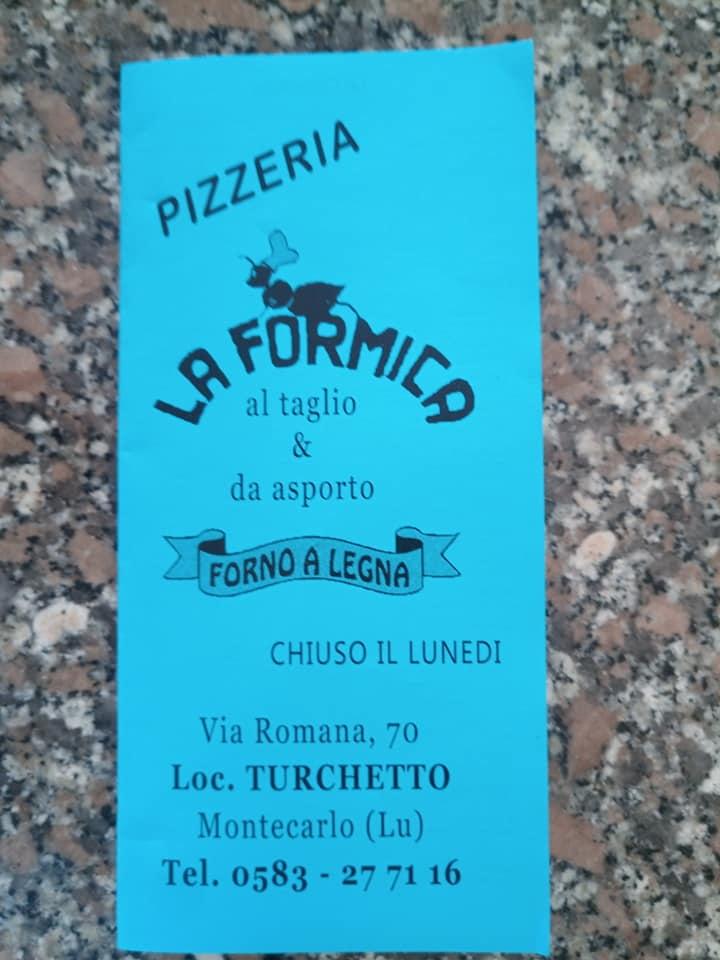 PIZZERIA
LA FORMICA
al taglio
&
da asporto
FORNO A LEGNA
CHIUSO IL LUNEDI
Via Romana, 70
Loc. TURCHETTO
Montecarlo (Lu)
Tel. 0583 - 27 71 16